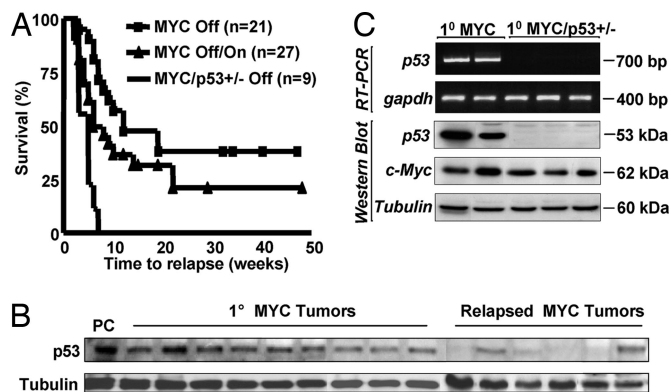 A
100
75
50
25
0
Survival (%)
MYC Off (n=21)
MYC Off/On (n=27)
MYC/p53+/- Off (n=9)
0 10 20 30 40 50
Time to relapse (weeks)
C
1⁰ MYC 1⁰ MYC/p53+/-
RT-PCR
p53 700 bp
gapdh 400 bp
Western Blot
p53 53 kDa
c-Myc 62 kDa
Tubulin 60 kDa
B
PC 1° MYC Tumors Relapsed MYC Tumors
p53
Tubulin